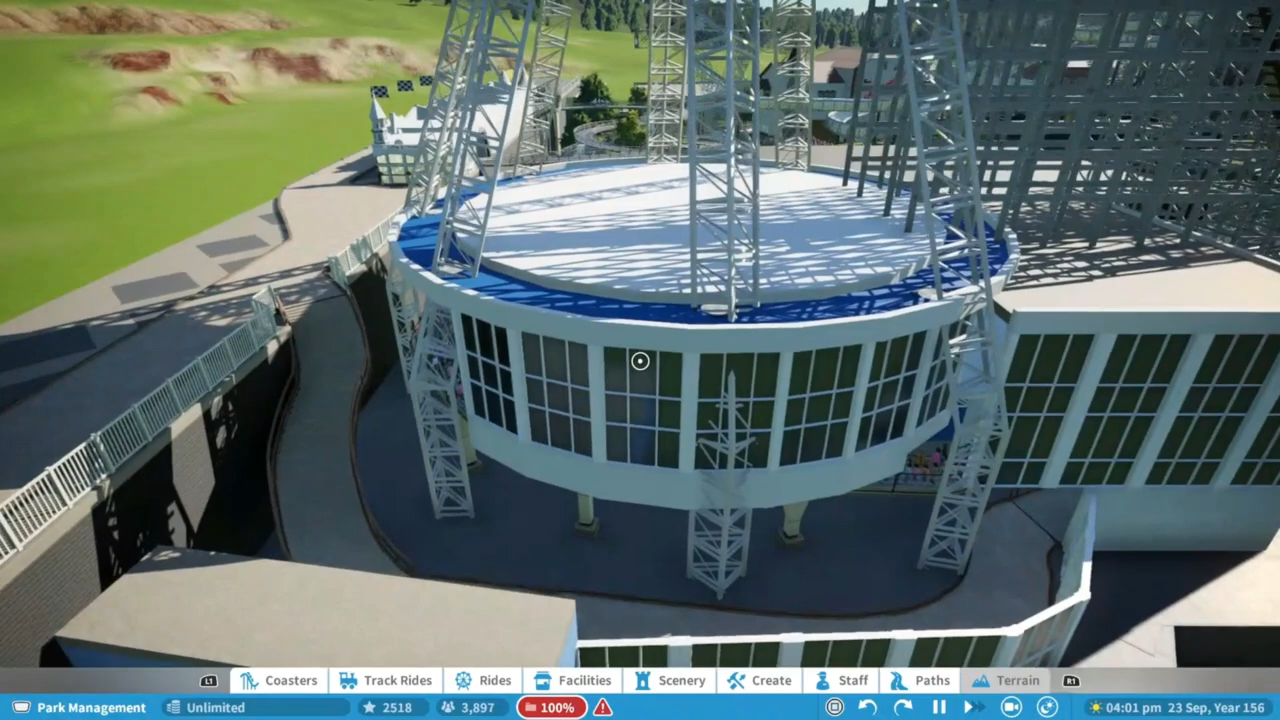 L1 Coasters Track Rides Rides Facilities Scenery Create Staff Paths Terrain R1
Park Management Unlimited 2518 3,897 100% 04:01 pm 23 Sep, Year 156